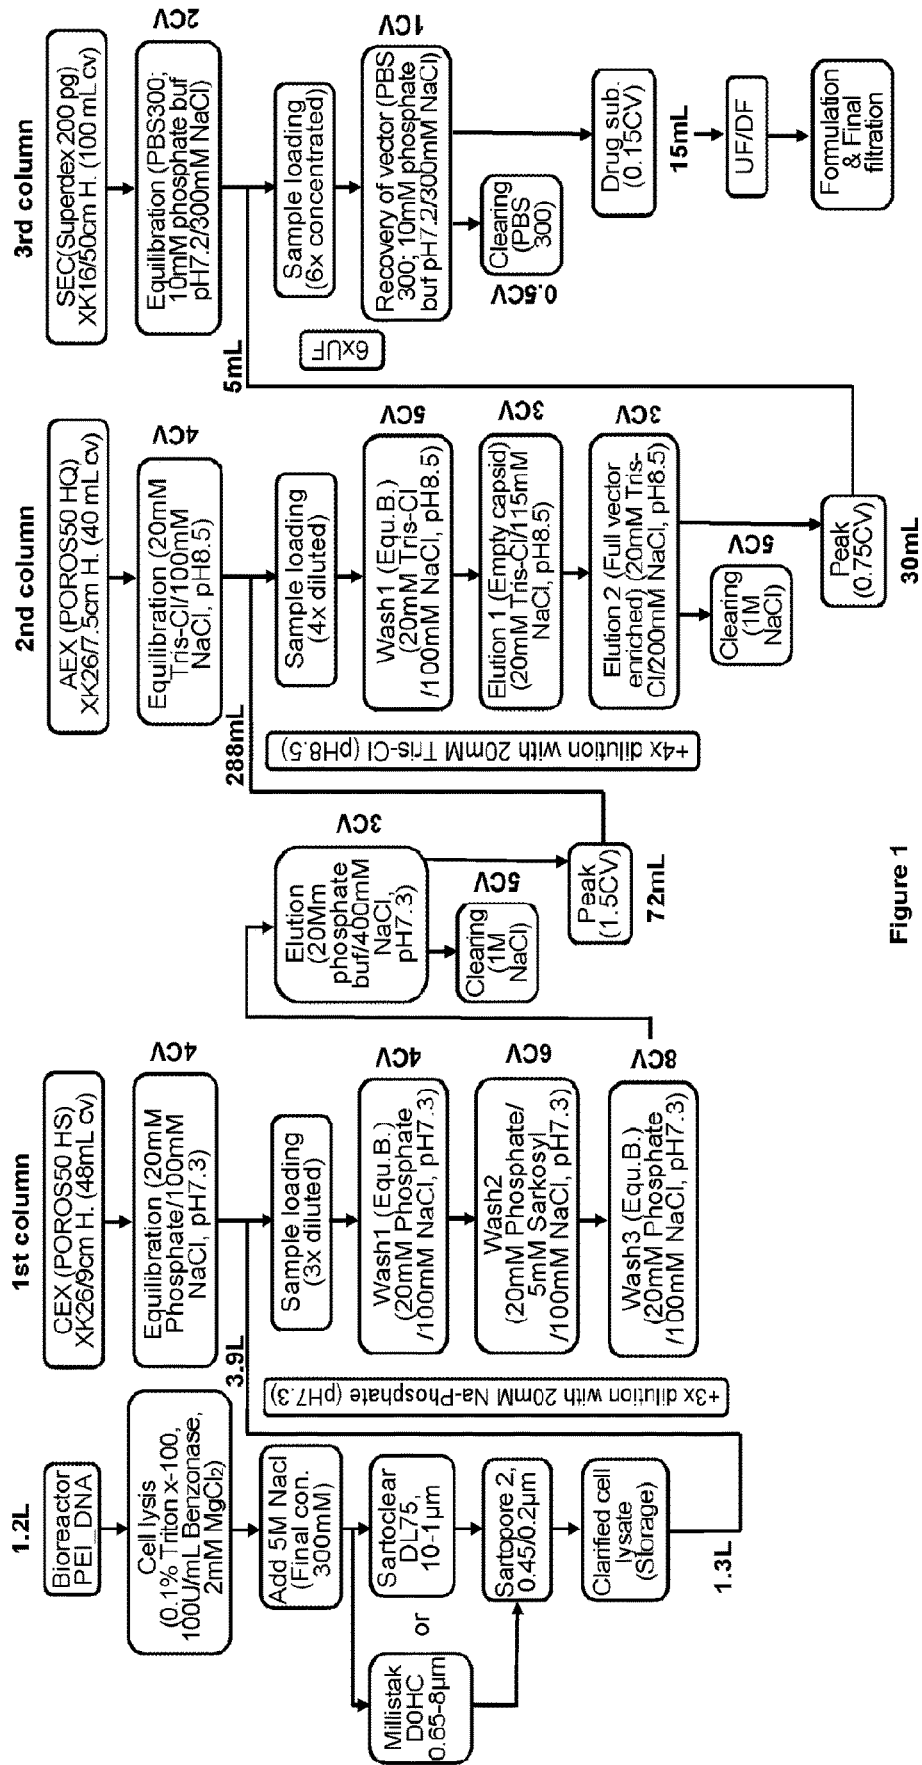 1.2L
Bioreactor
PEI_DNA
Cell lysis
(0.1% Triton x-100,
100U/mL Benzonase,
2mM MgCl2)
Add 5M Nacl
(Final con.
300mM)
Sartoclear
DL75,
10-1µm
or
Millistak
D0HC
0.65-8µm
Sartopore 2,
0.45/0.2µm
Clarified cell
lysate
(Storage)
1.3L
+3x dilution with 20mM Na-Phosphate (pH7.3)
3.9L
1st column
CEX (POROS50 HS)
XK26/9cm H. (48mL cv)
Equilibration (20mM
Phosphate/100mM
NaCl, pH7.3)
4CV
Sample loading
(3x diluted)
Wash1 (Equ.B.)
(20mM Phosphate
/100mM NaCl, pH7.3)
4CV
Wash2
(20mM Phosphate/
5mM Sarkosyl
/100mM NaCl, pH7.3)
6CV
Wash3 (Equ.B.)
(20mM Phosphate
/100mM NaCl, pH7.3)
8CV
Elution
(20Mm
phosphate
buf/400mM
NaCl,
pH7.3)
3CV
Clearing
(1M
NaCl)
5CV
Peak
(1.5CV)
72mL
+4x dilution with 20mM Tris-Cl (pH8.5)
288mL
2nd column
AEX (POROS50 HQ)
XK26/7.5cm H. (40 mL cv)
Equilibration (20mM
Tris-Cl/100mM
NaCl, pH8.5)
4CV
Sample loading
(4x diluted)
Wash1 (Equ.B.)
(20mM Tris-Cl
/100mM NaCl, pH8.5)
5CV
Elution 1 (Empty capsid)
(20mM Tris-Cl/115mM
NaCl, pH8.5)
3CV
Elution 2 (Full vector
enriched) (20mM Tris-
Cl/200mM NaCl, pH8.5)
3CV
Clearing
(1M
NaCl)
5CV
Peak
(0.75CV)
30mL
6xUF
5mL
3rd column
SEC(Superdex 200 pg)
XK16/50cm H. (100 mL cv)
Equilibration (PBS300;
10mM phosphate buf
pH7.2/300mM NaCl)
2CV
Sample loading
(6x concentrated)
Recovery of vector (PBS
300; 10mM phosphate
buf pH7.2/300mM NaCl)
1CV
Clearing
(PBS
300)
0.5CV
Drug sub.
(0.15CV)
15mL
UF/DF
Formulation
& Final
filtration
Figure 1